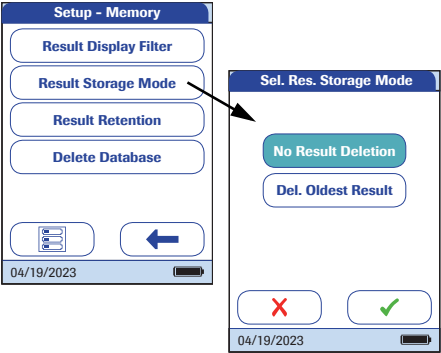 Setup - Memory
Result Display Filter
Result Storage Mode
Result Retention
Delete Database
04/19/2023
Sel. Res. Storage Mode
No Result Deletion
Del. Oldest Result
04/19/2023